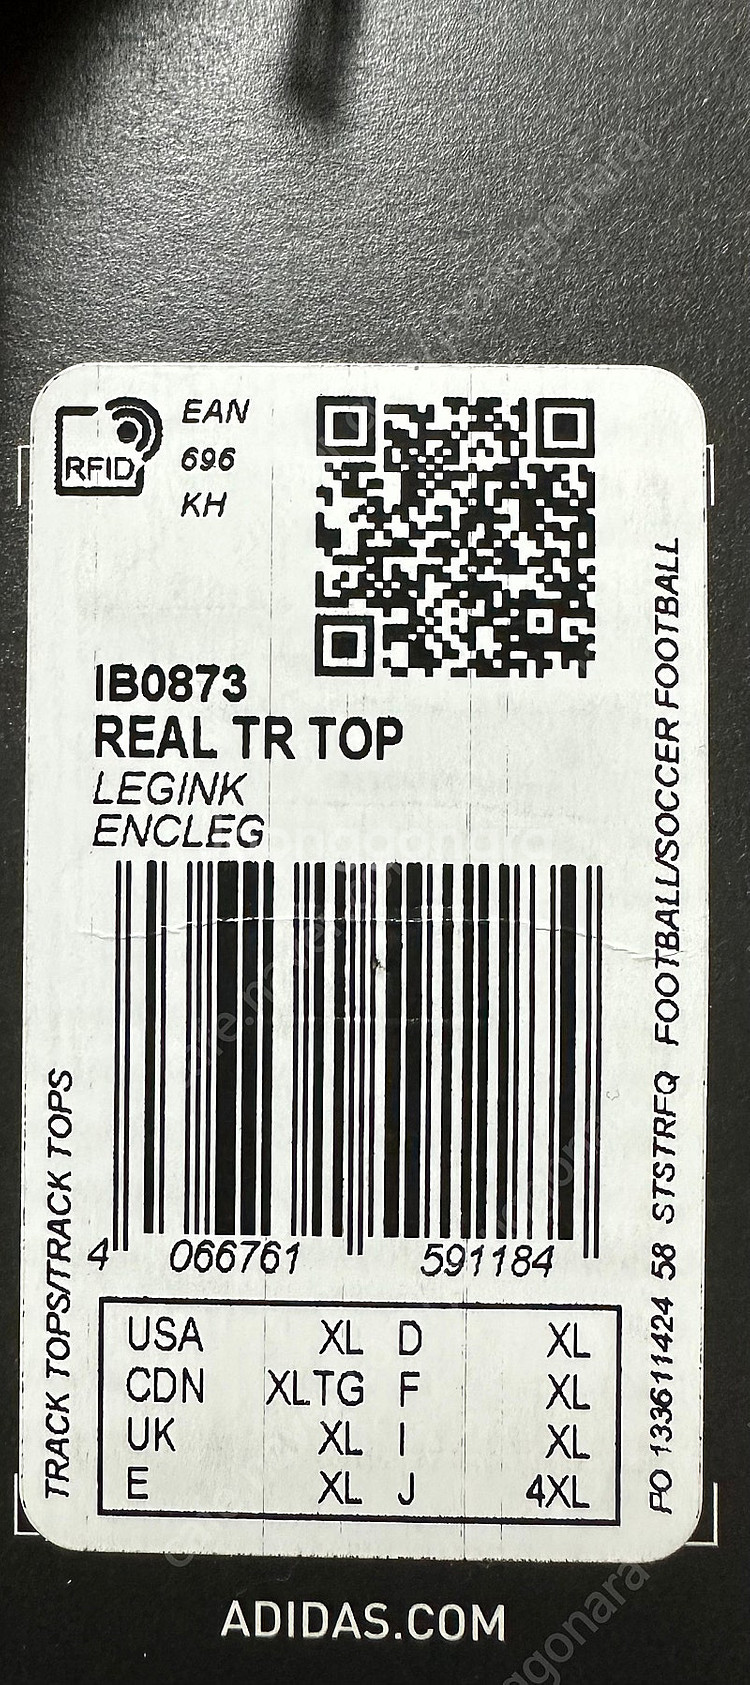 RFID
EAN
696
KH
IB0873
REAL TR TOP
LEGINK
ENCLEG
4 066761 591184
TRACK TOPS/TRACK TOPS
PO 133611424 58 STSTRFQ FOOTBALL/SOCCER FOOTBALL
USA XL D XL
CDN XLTG F XL
UK XL I XL
E XL J 4XL
ADIDAS.COM